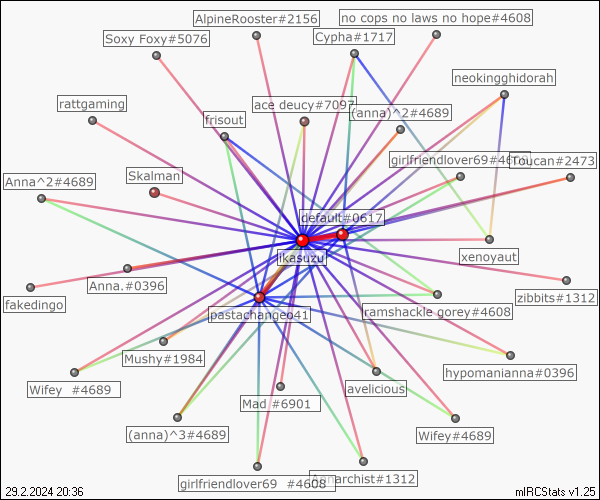 AlpineRooster#2156
no cops no laws no hope#4608
Soxy Foxy#5076
Cypha#1717
neokingghidorah
rattgaming
ace deucy#7097
(anna)^2#4689
frisout
girlfriendlover69#4608
Toucan#2473
Anna^2#4689
Skalman
default#0617
ikasuzu
xenoyaut
Anna.#0396
fakedingo
zibbits#1312
pastachangeo41
ramshackle gorey#4608
Mushy#1984
hypomanianna#0396
Wifey #4689
avelicious
Mad #6901
(anna)^3#4689
Wifey#4689
girlfriendlover69 #4608
#1312
29.2.2024 20:36
mIRCStats v1.25